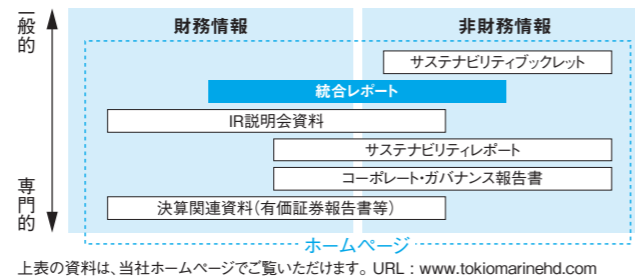 一般的
財務情報
非財務情報
サステナビリティブックレット
統合レポート
IR説明会資料
サステナビリティレポート
コーポレート・ガバナンス報告書
専門的
決算関連資料(有価証券報告書等)
ホームページ
上表の資料は、当社ホームページでご覧いただけます。URL：www.tokiomarinehd.com